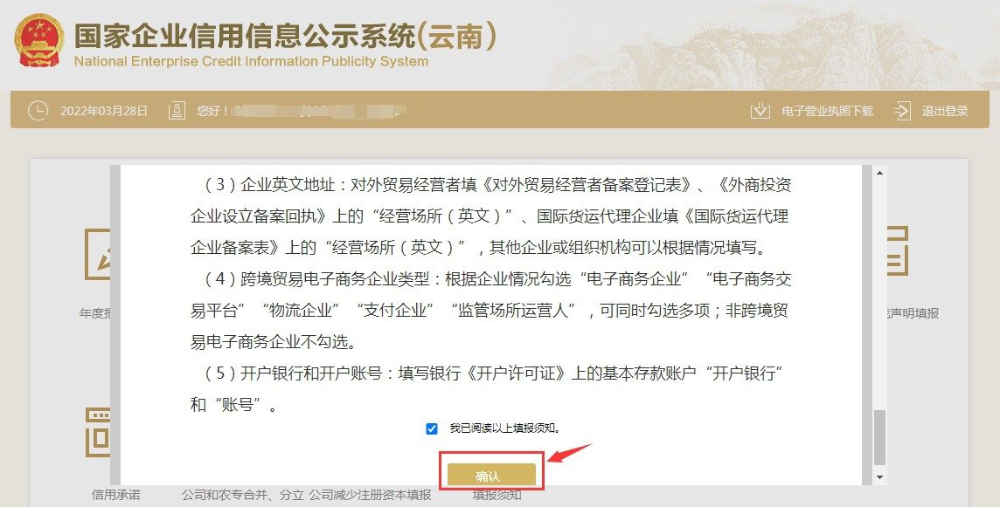 国家企业信用信息公示系统(云南)
National Enterprise Credit Information Publicity System
2022年03月28日 您好！ 电子营业执照下载 退出登录
（3）企业英文地址：对外贸易经营者填《对外贸易经营者备案登记表》、《外商投资
企业设立备案回执》上的“经营场所（英文）”、国际货运代理企业填《国际货运代理
企业备案表》上的“经营场所（英文）”，其他企业或组织机构可以根据情况填写。
（4）跨境贸易电子商务企业类型：根据企业情况勾选“电子商务企业”“电子商务交
易平台”“物流企业”“支付企业”“监管场所运营人”，可同时勾选多项；非跨境贸
易电子商务企业不勾选。
（5）开户银行和开户账号：填写银行《开户许可证》上的基本存款账户“开户银行”
和“账号”。
我已阅读以上填报须知。
确认
年度 声明填报
信用承诺 公司和农专合并、分立 公司减少注册资本填报 填报须知